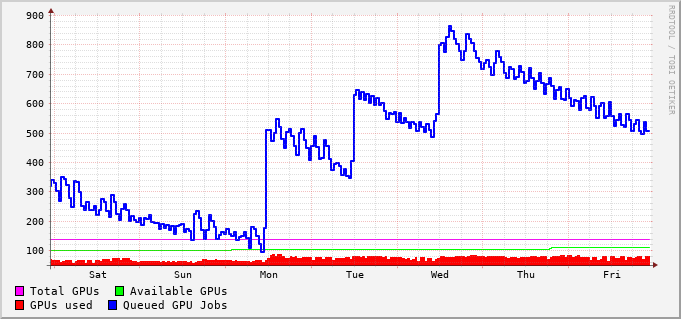 900
800
700
600
500
400
300
200
100
Sat Sun Mon Tue Wed Thu Fri
Total GPUs Available GPUs
GPUs used Queued GPU Jobs
RRDTOOL / TOBI OETIKER